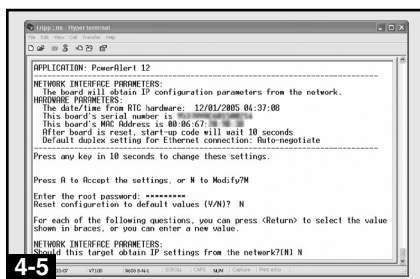 Tripp Lite - HyperTerminal
File Edit View Call Transfer Help
APPLICATION: PowerAlert 12
NETWORK INTERFACE PARAMETERS:
The board will obtain IP configuration parameters from the network.
HARDWARE PARAMETERS:
The date/time from RTC hardware: 12/01/2005 04:37:08
This board's serial number is
This board's MAC Address is 00:06:67:
After board is reset, start-up code will wait 10 seconds
Default duplex setting for Ethernet connection: Auto-negotiate
Press any key in 10 seconds to change these settings.
Press A to Accept the settings, or M to Modify?M
Enter the root password: *********
Reset configuration to default values (Y/N)? N
For each of the following questions, you can press <Return> to select the value
shown in braces, or you can enter a new value.
NETWORK INTERFACE PARAMETERS:
Should this target obtain IP settings from the network?[N] N
VT100 9600 8-N-1 SCROLL CAPS NUM Capture Print echo
4-5